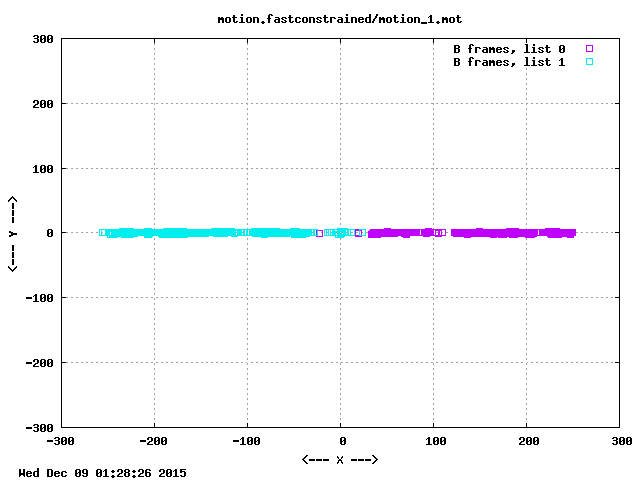 motion.fastconstrained/motion_1.mot
B frames, list 0
B frames, list 1
300
200
100
0
-100
-200
-300
<--- Y --->
-300 -200 -100 0 100 200 300
<--- X --->
Wed Dec 09 01:28:26 2015